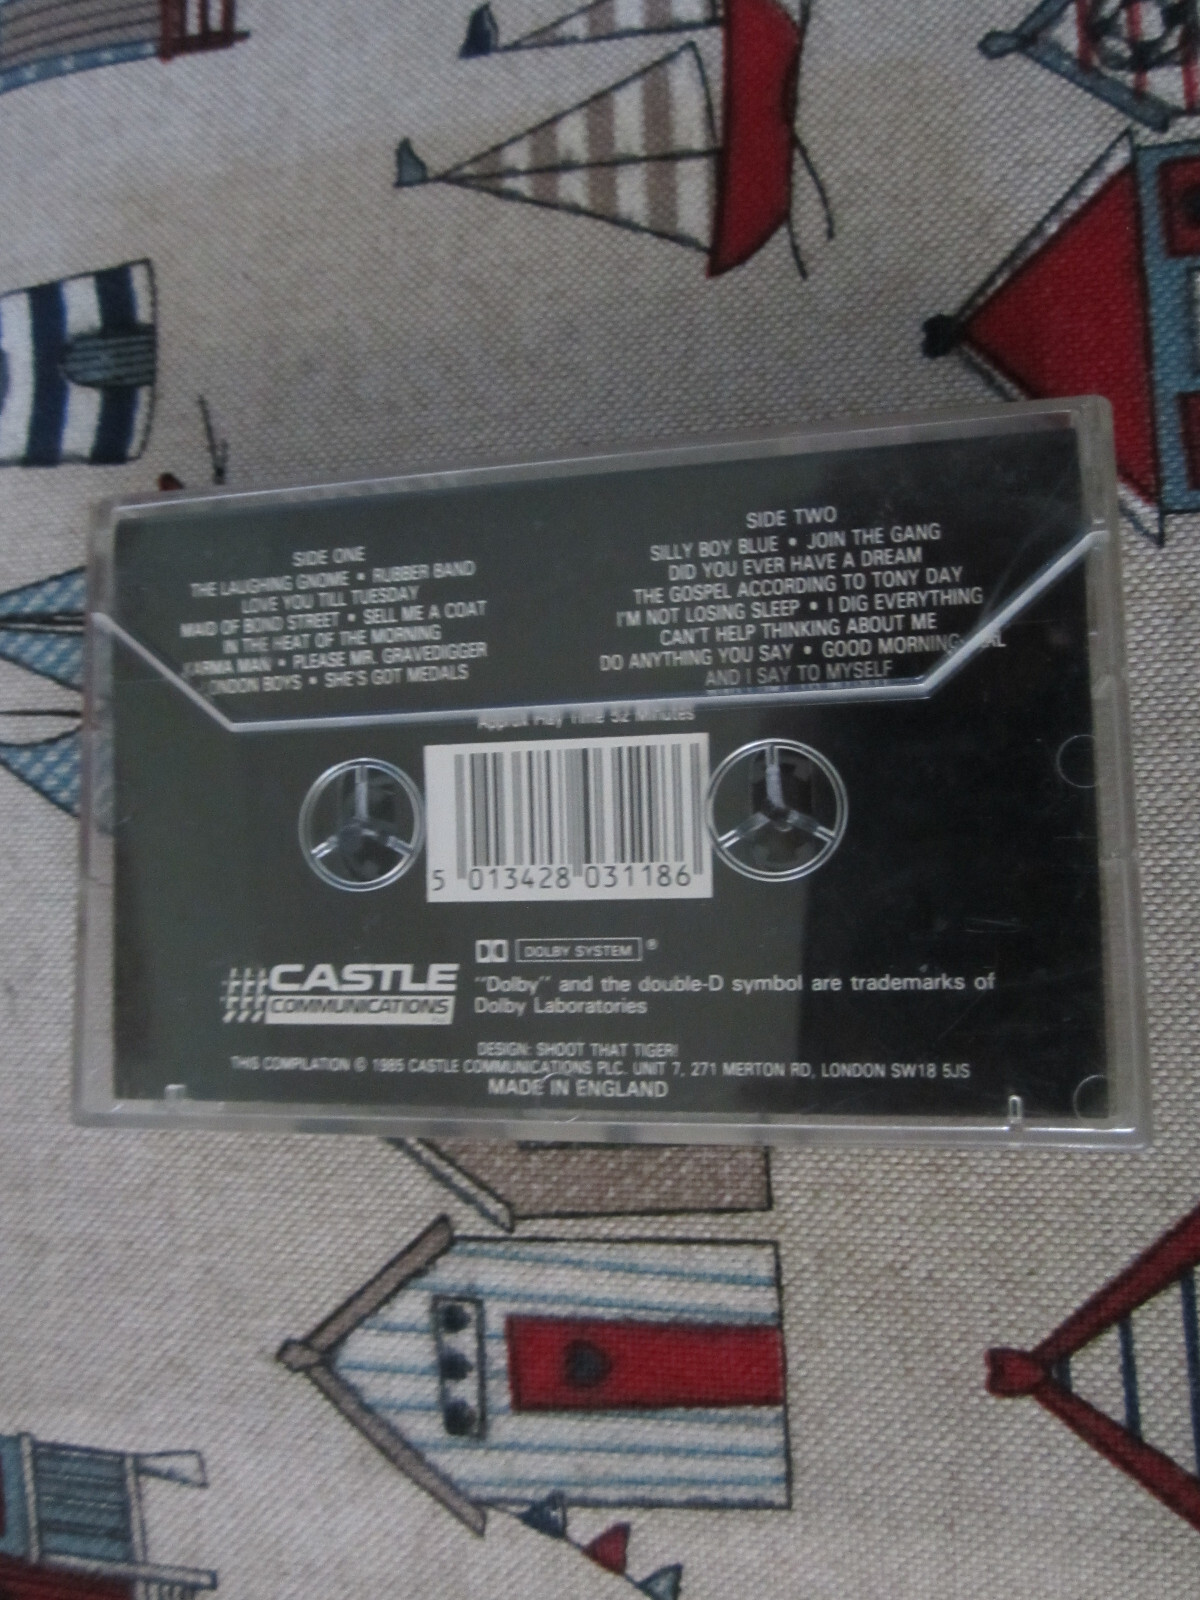 SIDE ONE
THE LAUGHING GNOME • RUBBER BAND
LOVE YOU TILL TUESDAY
MAID OF BOND STREET • SELL ME A COAT
IN THE HEAT OF THE MORNING
KARMA MAN • PLEASE MR. GRAVEDIGGER
LONDON BOYS • SHE'S GOT MEDALS
SIDE TWO
SILLY BOY BLUE • JOIN THE GANG
DID YOU EVER HAVE A DREAM
THE GOSPEL ACCORDING TO TONY DAY
I'M NOT LOSING SLEEP • I DIG EVERYTHING
CAN'T HELP THINKING ABOUT ME
DO ANYTHING YOU SAY • GOOD MORNING
AND I SAY TO MYSELF
Approx Play Time 52 Minutes
5 013428 031186
DOLBY SYSTEM ®
CASTLE
COMMUNICATIONS
"Dolby" and the double-D symbol are trademarks of
Dolby Laboratories
DESIGN: SHOOT THAT TIGER!
THIS COMPILATION © 1985 CASTLE COMMUNICATIONS PLC. UNIT 7, 271 MERTON RD, LONDON SW18 5JS
MADE IN ENGLAND